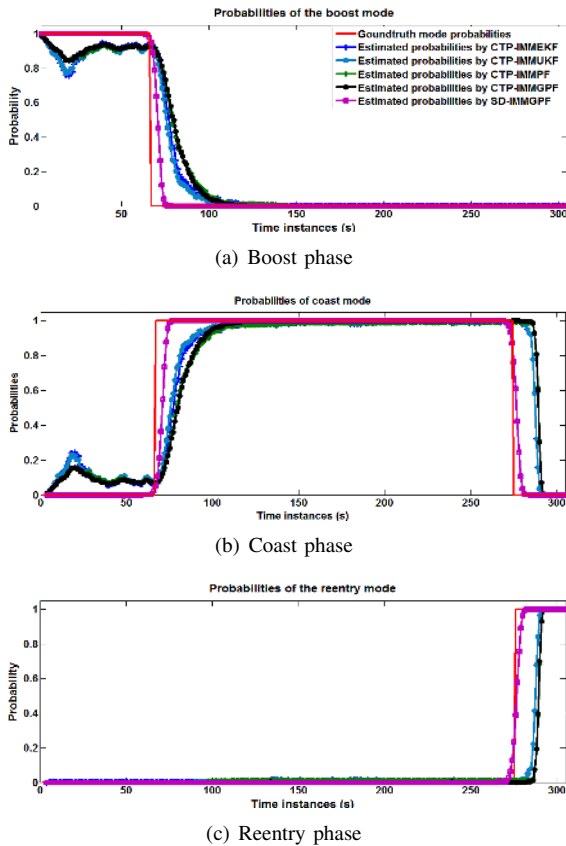 Probabilities of the boost mode
Goundtruth mode probabilities
Estimated probabilities by CTP-IMMEKF
Estimated probabilities by CTP-IMMUKF
Estimated probabilities by CTP-IMMPF
Estimated probabilities by CTP-IMMGPF
Estimated probabilities by SD-IMMGPF
Probability
1
0.8
0.6
0.4
0.2
0
50 100 150 200 250 300
Time instances (s)
(a) Boost phase
Probabilities of coast mode
Probabilities
1
0.8
0.6
0.4
0.2
0
0 50 100 150 200 250 300
Time instances (s)
(b) Coast phase
Probabilities of the reentry mode
Probability
1
0.8
0.6
0.4
0.2
0
0 50 100 150 200 250 300
Time instances (s)
(c) Reentry phase